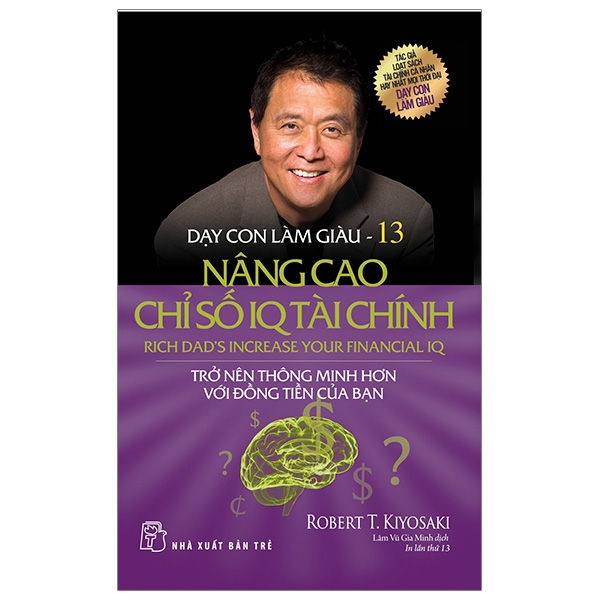 TÁC GIẢ
LOẠT SÁCH
TÀI CHÍNH CÁ NHÂN
HAY NHẤT MỌI THỜI ĐẠI
DẠY CON
LÀM GIÀU
DẠY CON LÀM GIÀU - 13
NÂNG CAO
CHỈ SỐ IQ TÀI CHÍNH
RICH DAD'S INCREASE YOUR FINANCIAL IQ
TRỞ NÊN THÔNG MINH HƠN
VỚI ĐỒNG TIỀN CỦA BẠN
$ $ ? $ ? ¢ $
ROBERT T. KIYOSAKI
Lâm Vũ Gia Minh dịch
In lần thứ 13
NHÀ XUẤT BẢN TRẺ